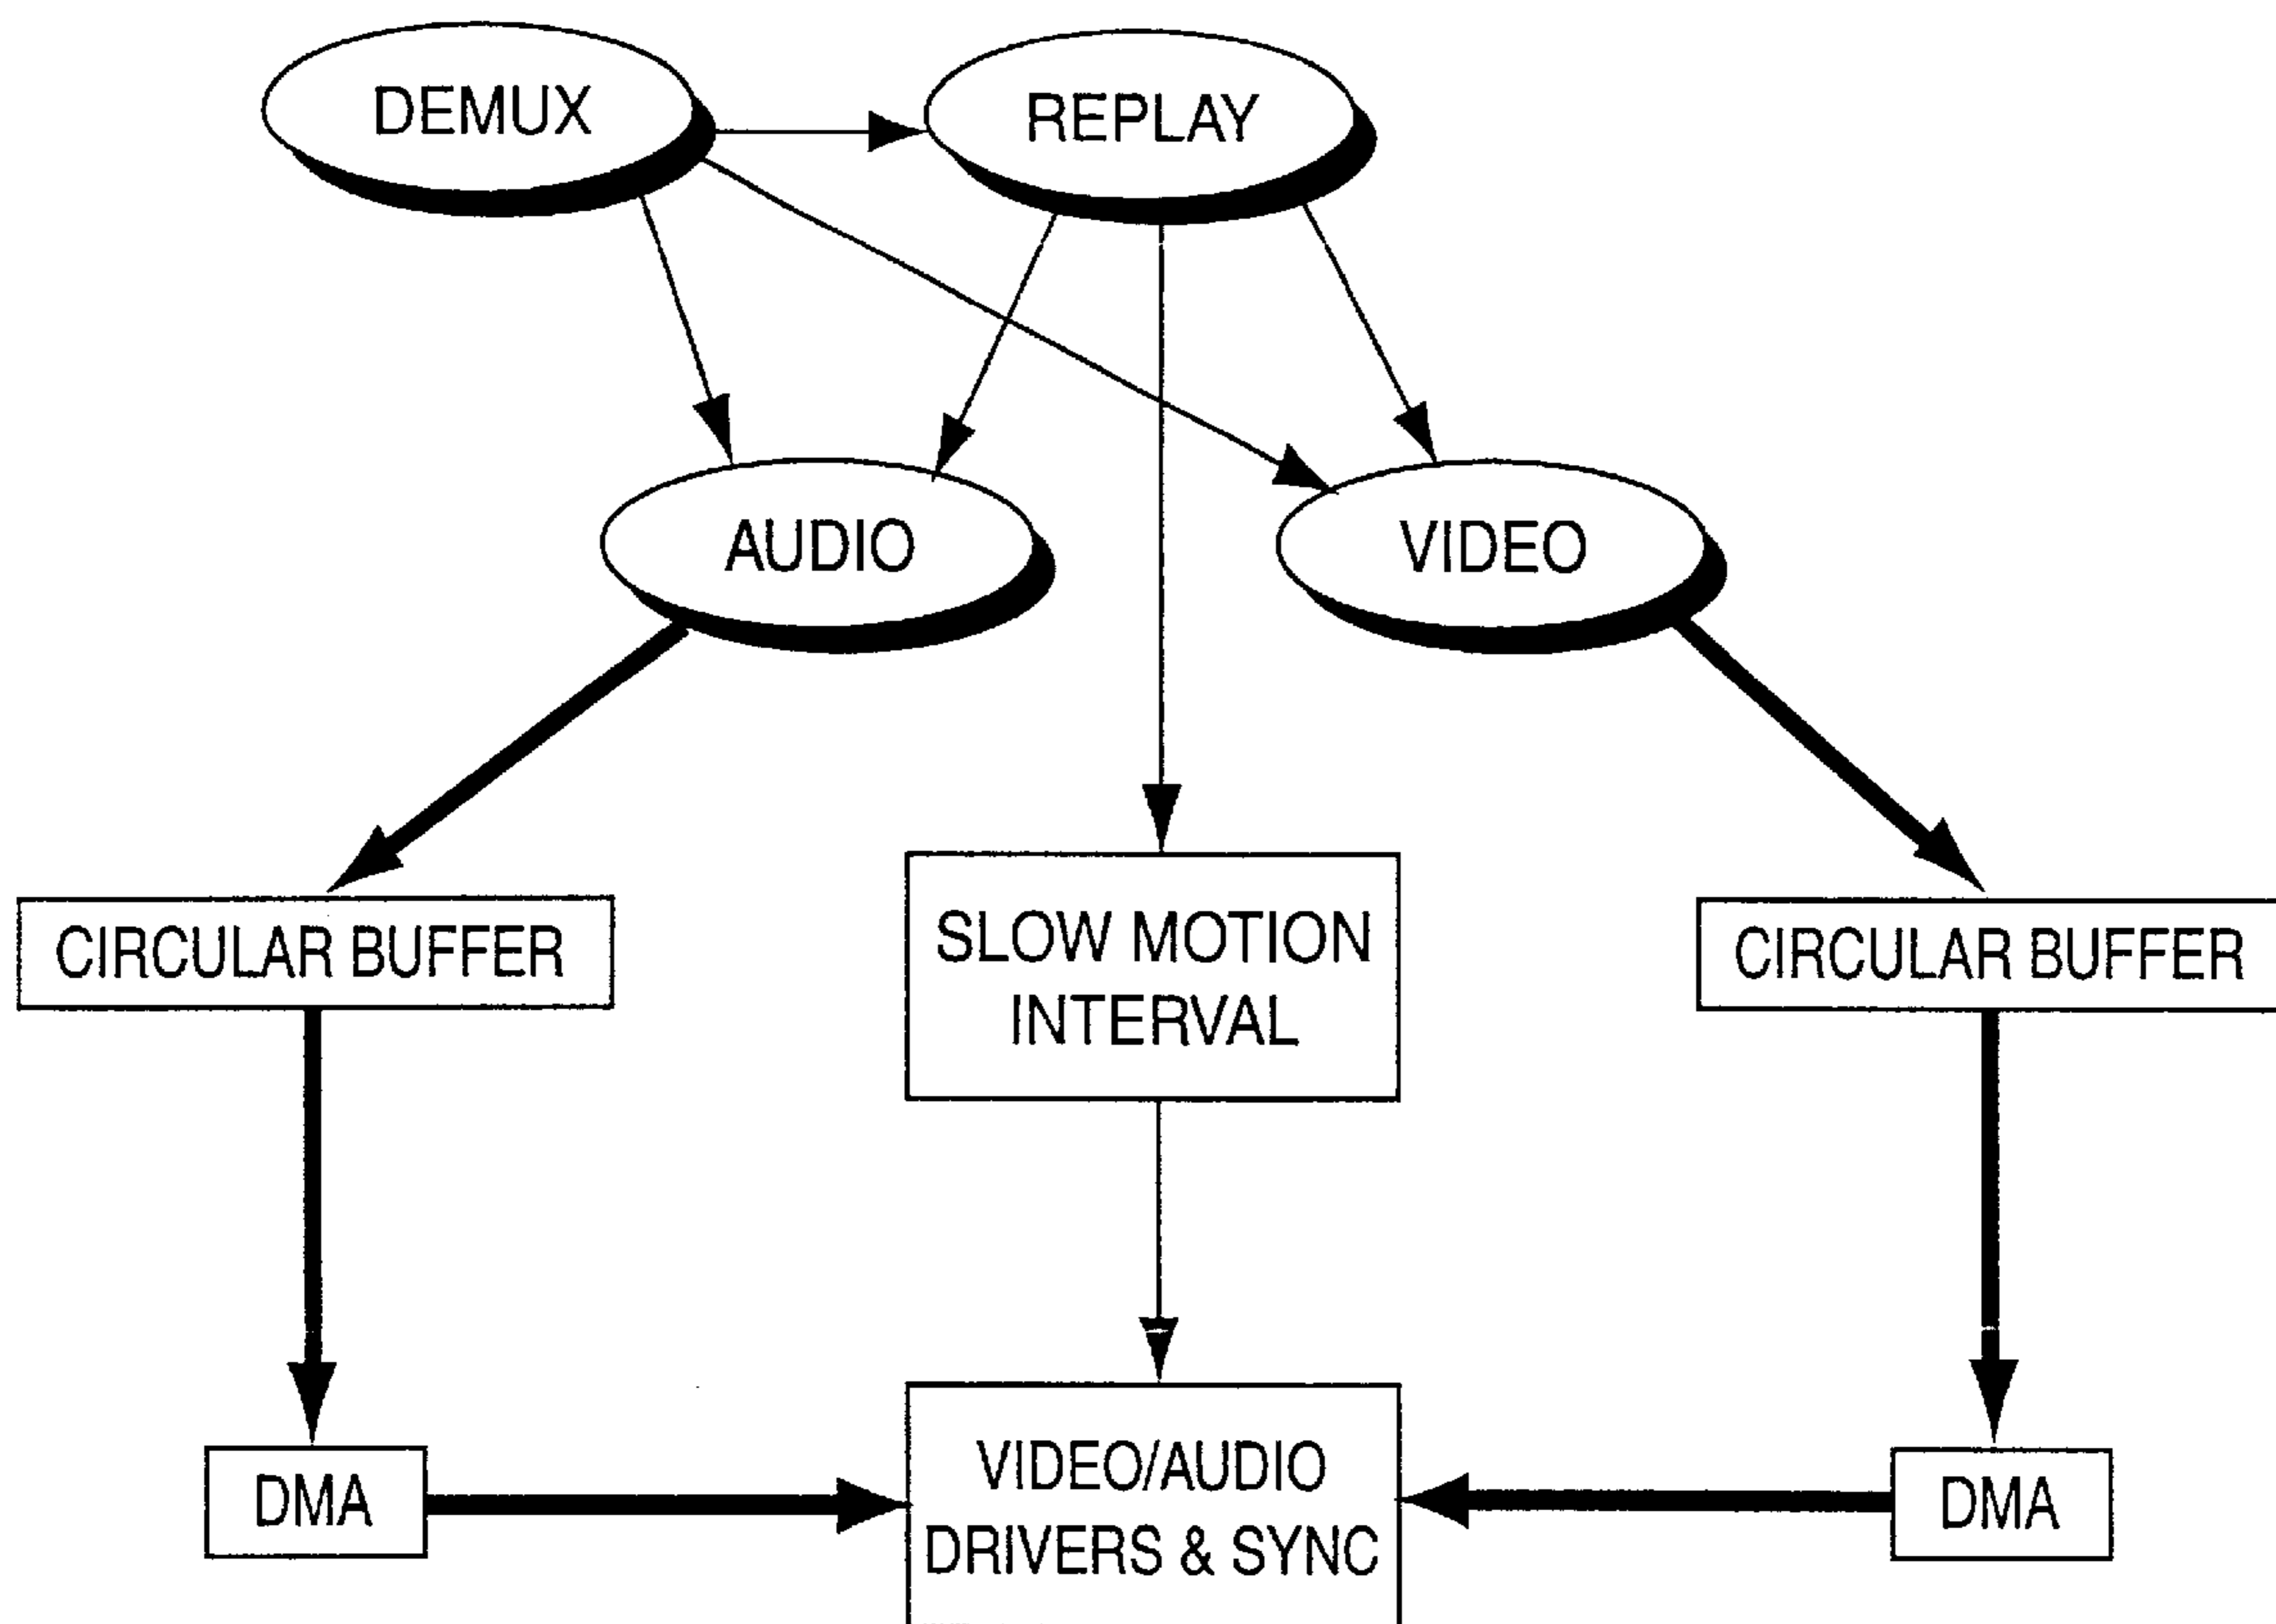 DEMUX
REPLAY
AUDIO
VIDEO
CIRCULAR BUFFER
SLOW MOTION
INTERVAL
CIRCULAR BUFFER
DMA
VIDEO/AUDIO
DRIVERS & SYNC
DMA